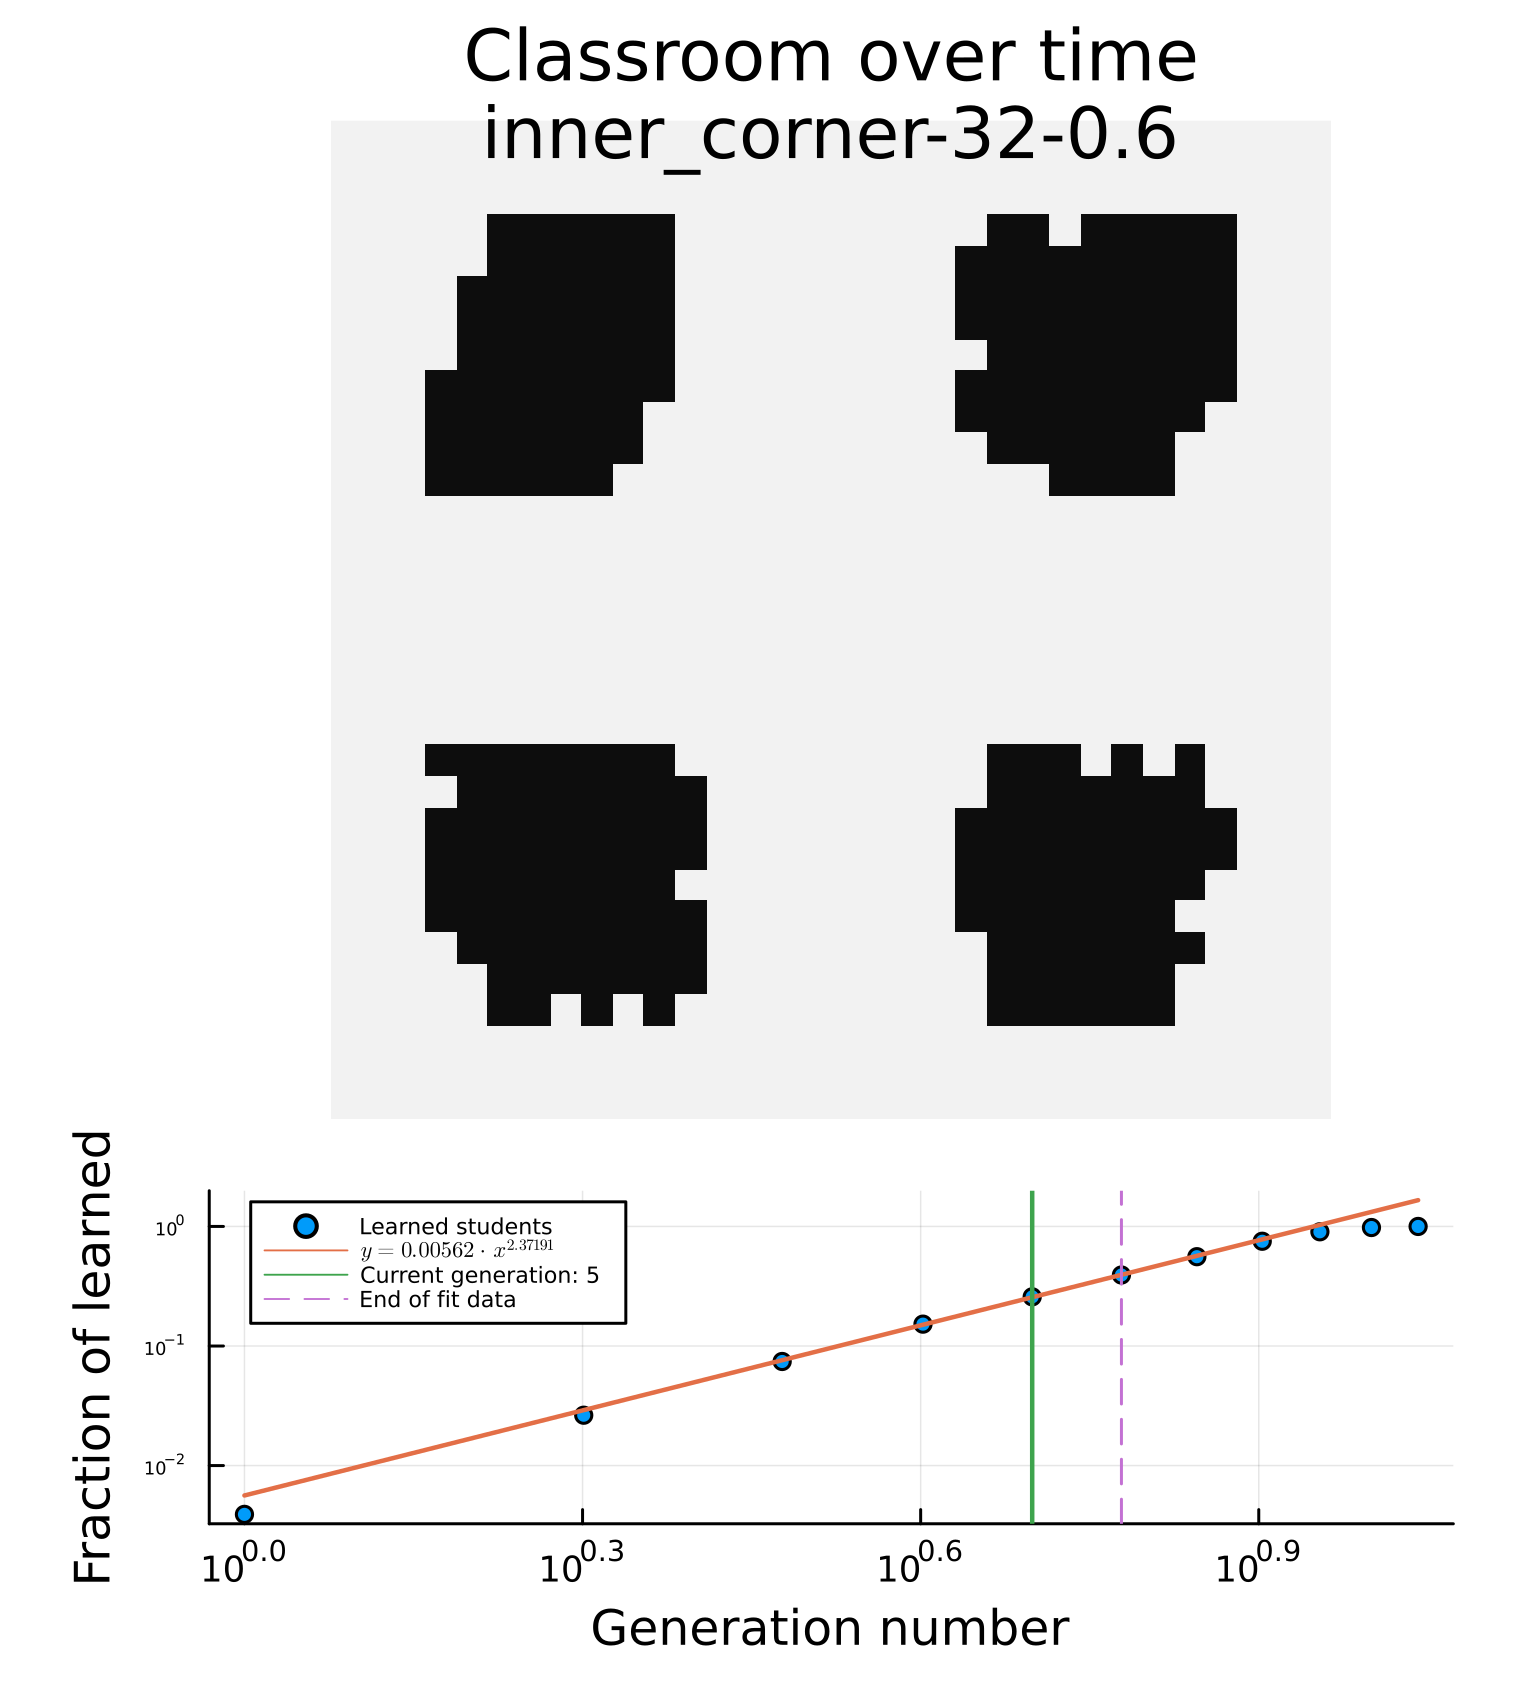 Classroom over time
inner_corner-32-0.6
Fraction of learned
10^0
10^-1
10^-2
Learned students
y = 0.00562 · x^2.37191
Current generation: 5
End of fit data
10^0.0
10^0.3
10^0.6
10^0.9
Generation number